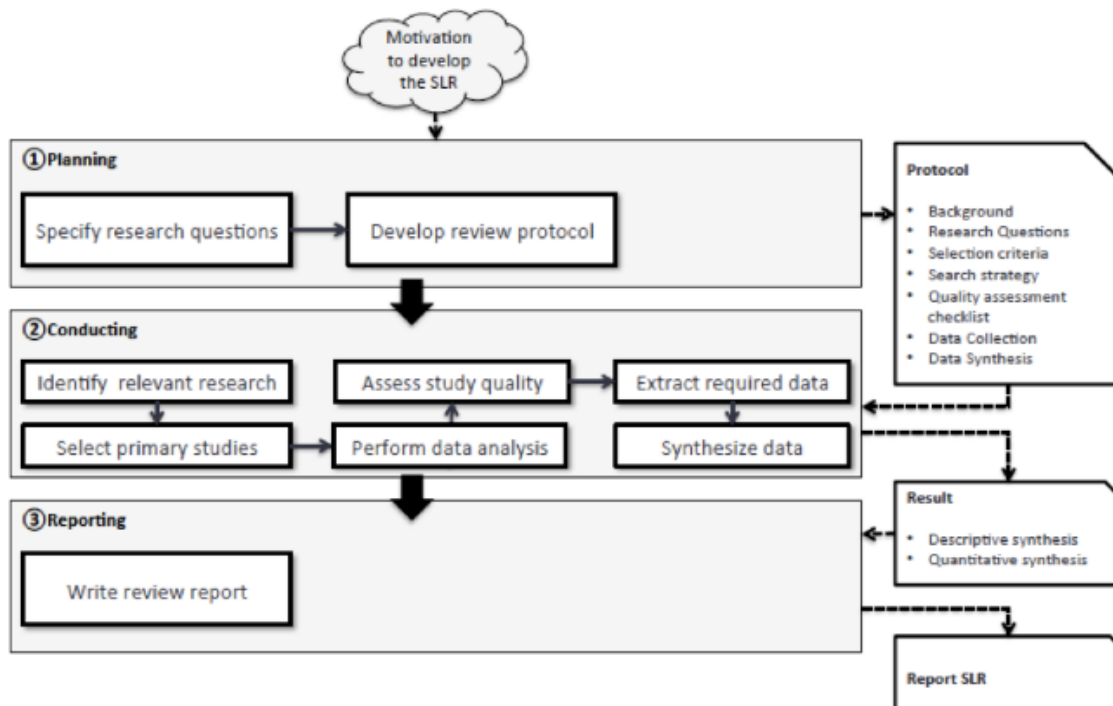 Motivation
to develop
the SLR
①Planning
Specify research questions
Develop review protocol
Protocol
• Background
• Research Questions
• Selection criteria
• Search strategy
• Quality assessment
checklist
• Data Collection
• Data Synthesis
②Conducting
Identify relevant research
Assess study quality
Extract required data
Select primary studies
Perform data analysis
Synthesize data
Result
• Descriptive synthesis
• Quantitative synthesis
③Reporting
Write review report
Report SLR